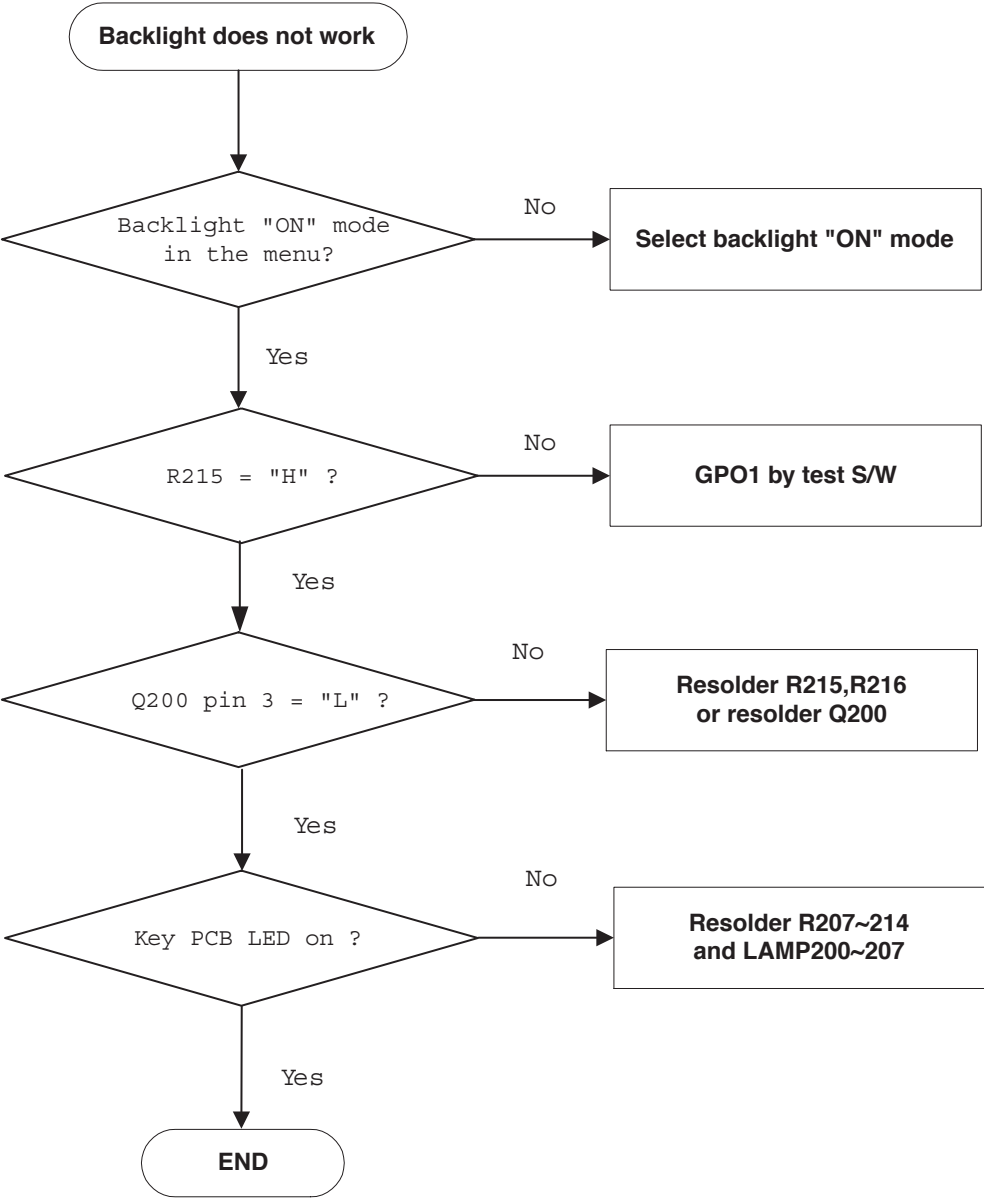 Backlight does not work
Backlight "ON" mode
in the menu?
No
Select backlight "ON" mode
Yes
R215 = "H" ?
No
GPO1 by test S/W
Yes
Q200 pin 3 = "L" ?
No
Resolder R215,R216
or resolder Q200
Yes
Key PCB LED on ?
No
Resolder R207~214
and LAMP200~207
Yes
END